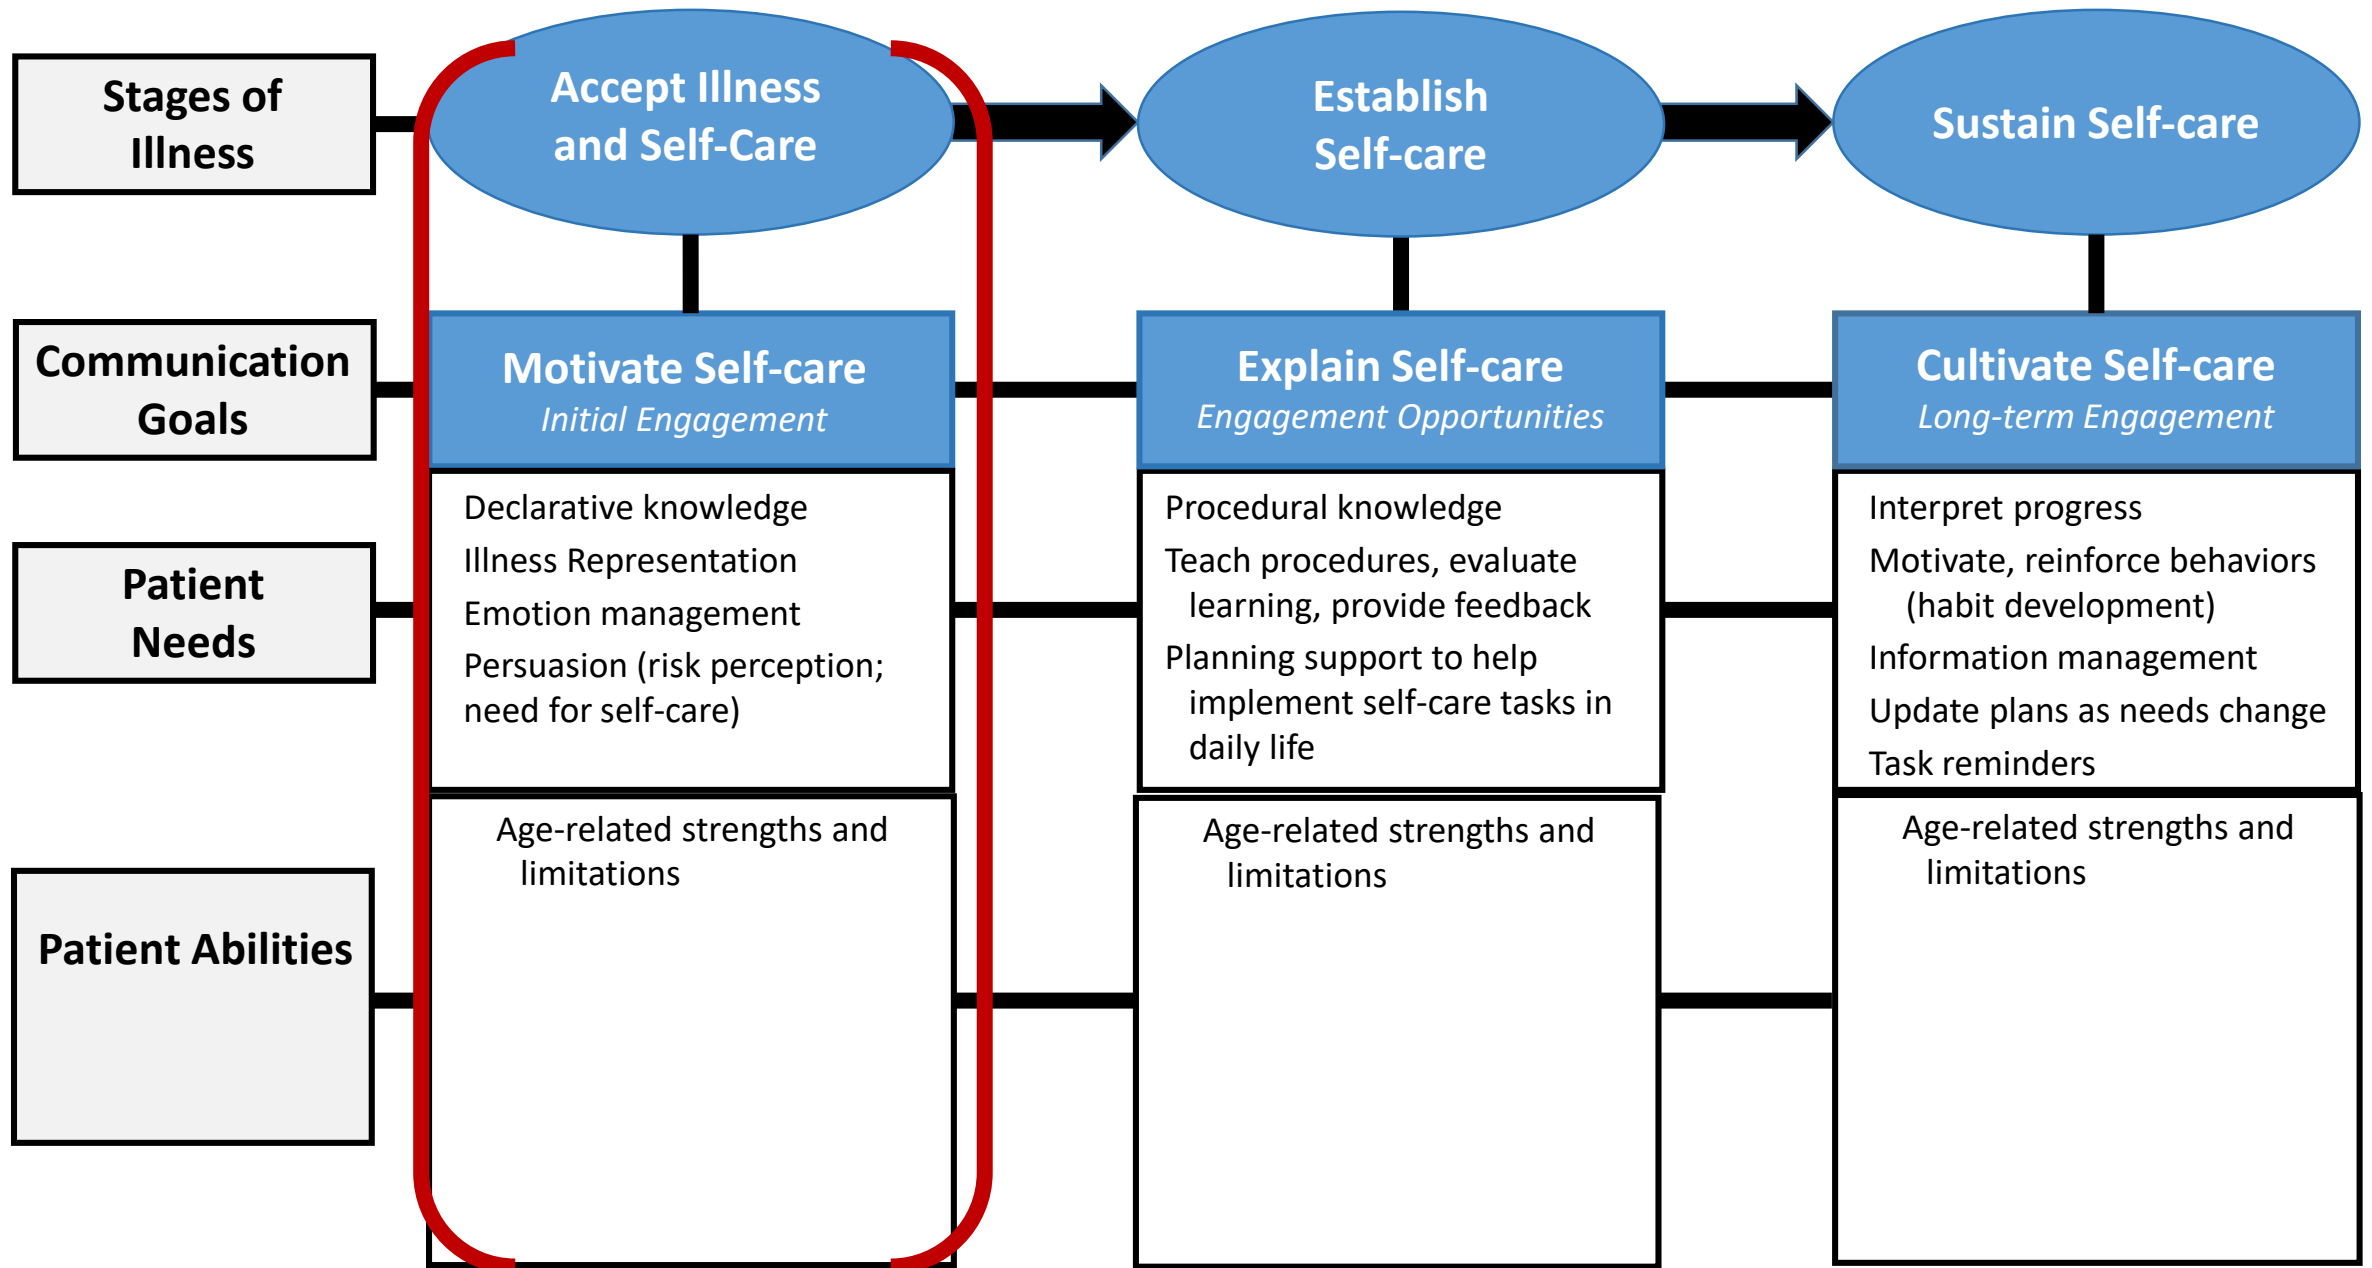 Stages of
Illness
Accept Illness
and Self-Care
Establish
Self-care
Sustain Self-care
Communication
Goals
Motivate Self-care
Initial Engagement
Explain Self-care
Engagement Opportunities
Cultivate Self-care
Long-term Engagement
Patient
Needs
Declarative knowledge
Illness Representation
Emotion management
Persuasion (risk perception;
need for self-care)
Procedural knowledge
Teach procedures, evaluate
learning, provide feedback
Planning support to help
implement self-care tasks in
daily life
Interpret progress
Motivate, reinforce behaviors
(habit development)
Information management
Update plans as needs change
Task reminders
Patient Abilities
Age-related strengths and
limitations
Age-related strengths and
limitations
Age-related strengths and
limitations